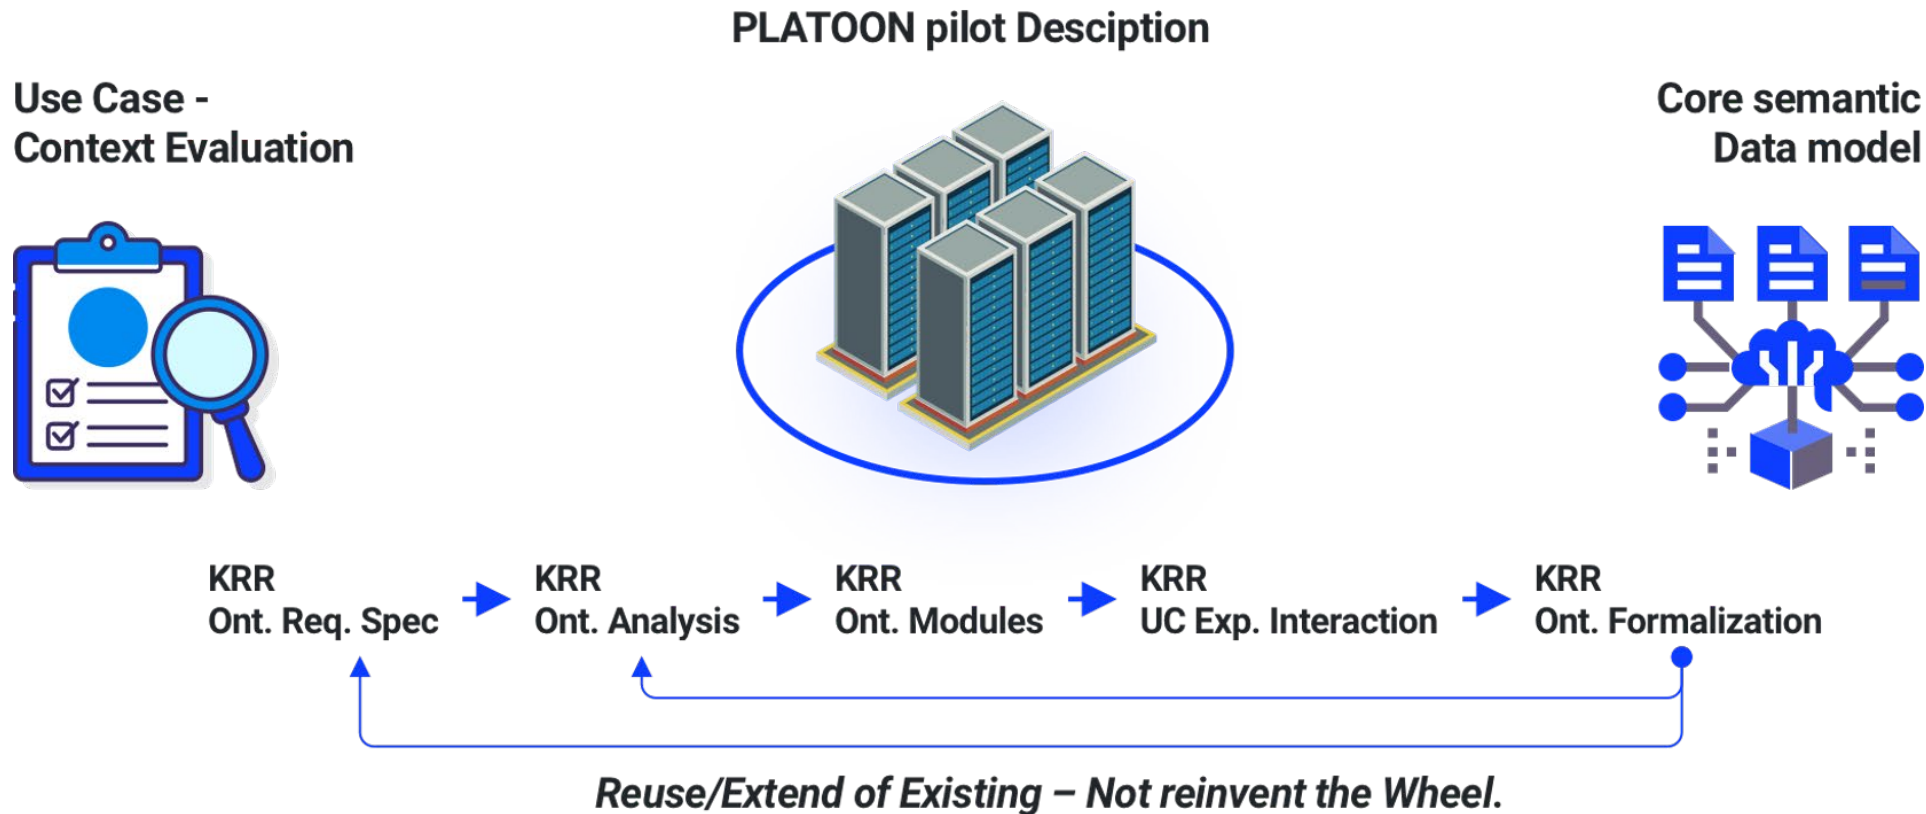 PLATOON pilot Desciption
Use Case -
Context Evaluation
Core semantic
Data model
KRR
Ont. Req. Spec
KRR
Ont. Analysis
KRR
Ont. Modules
KRR
UC Exp. Interaction
KRR
Ont. Formalization
Reuse/Extend of Existing – Not reinvent the Wheel.